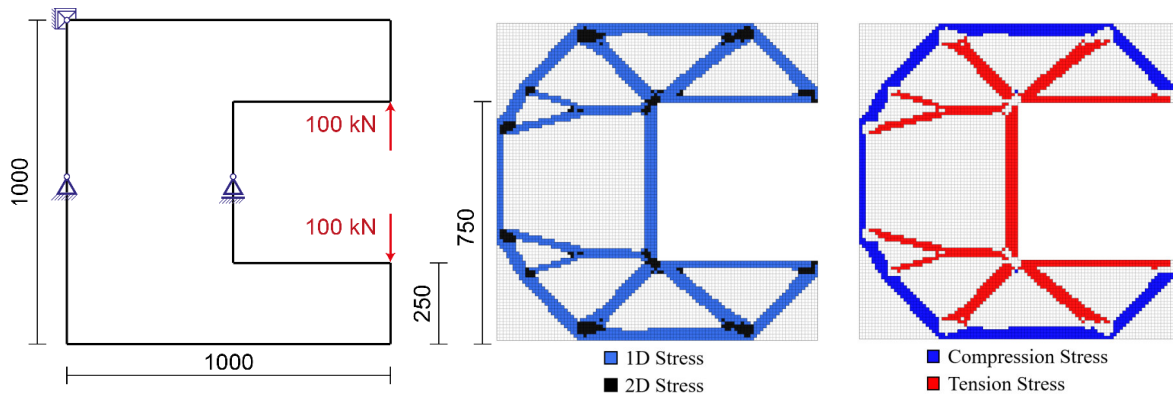 1000
100 kN
100 kN
250
1000
750
1D Stress
2D Stress
Compression Stress
Tension Stress